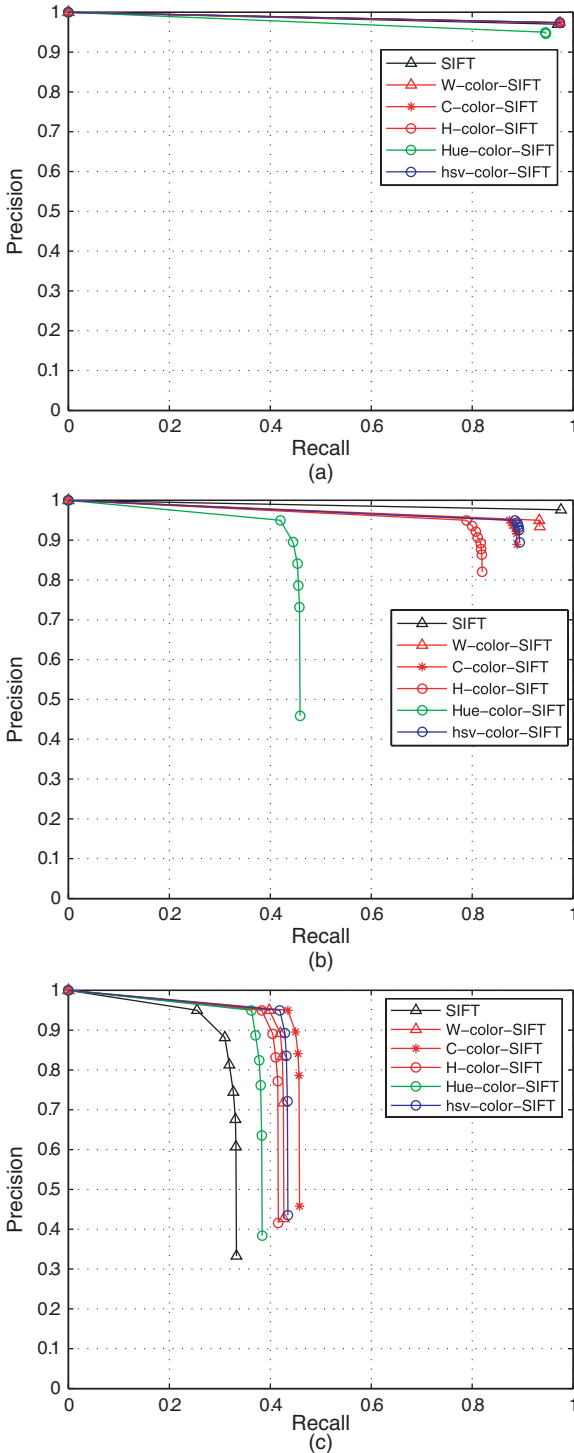 1
0.9
0.8
0.7
0.6
0.5
0.4
0.3
0.2
0.1
0
Precision
SIFT
W−color−SIFT
C−color−SIFT
H−color−SIFT
Hue−color−SIFT
hsv−color−SIFT
0 0.2 0.4 0.6 0.8 1
Recall
(a)
1
0.9
0.8
0.7
0.6
0.5
0.4
0.3
0.2
0.1
0
Precision
SIFT
W−color−SIFT
C−color−SIFT
H−color−SIFT
Hue−color−SIFT
hsv−color−SIFT
0 0.2 0.4 0.6 0.8 1
Recall
(b)
1
0.9
0.8
0.7
0.6
0.5
0.4
0.3
0.2
0.1
0
Precision
SIFT
W−color−SIFT
C−color−SIFT
H−color−SIFT
Hue−color−SIFT
hsv−color−SIFT
0 0.2 0.4 0.6 0.8 1
Recall
(c)